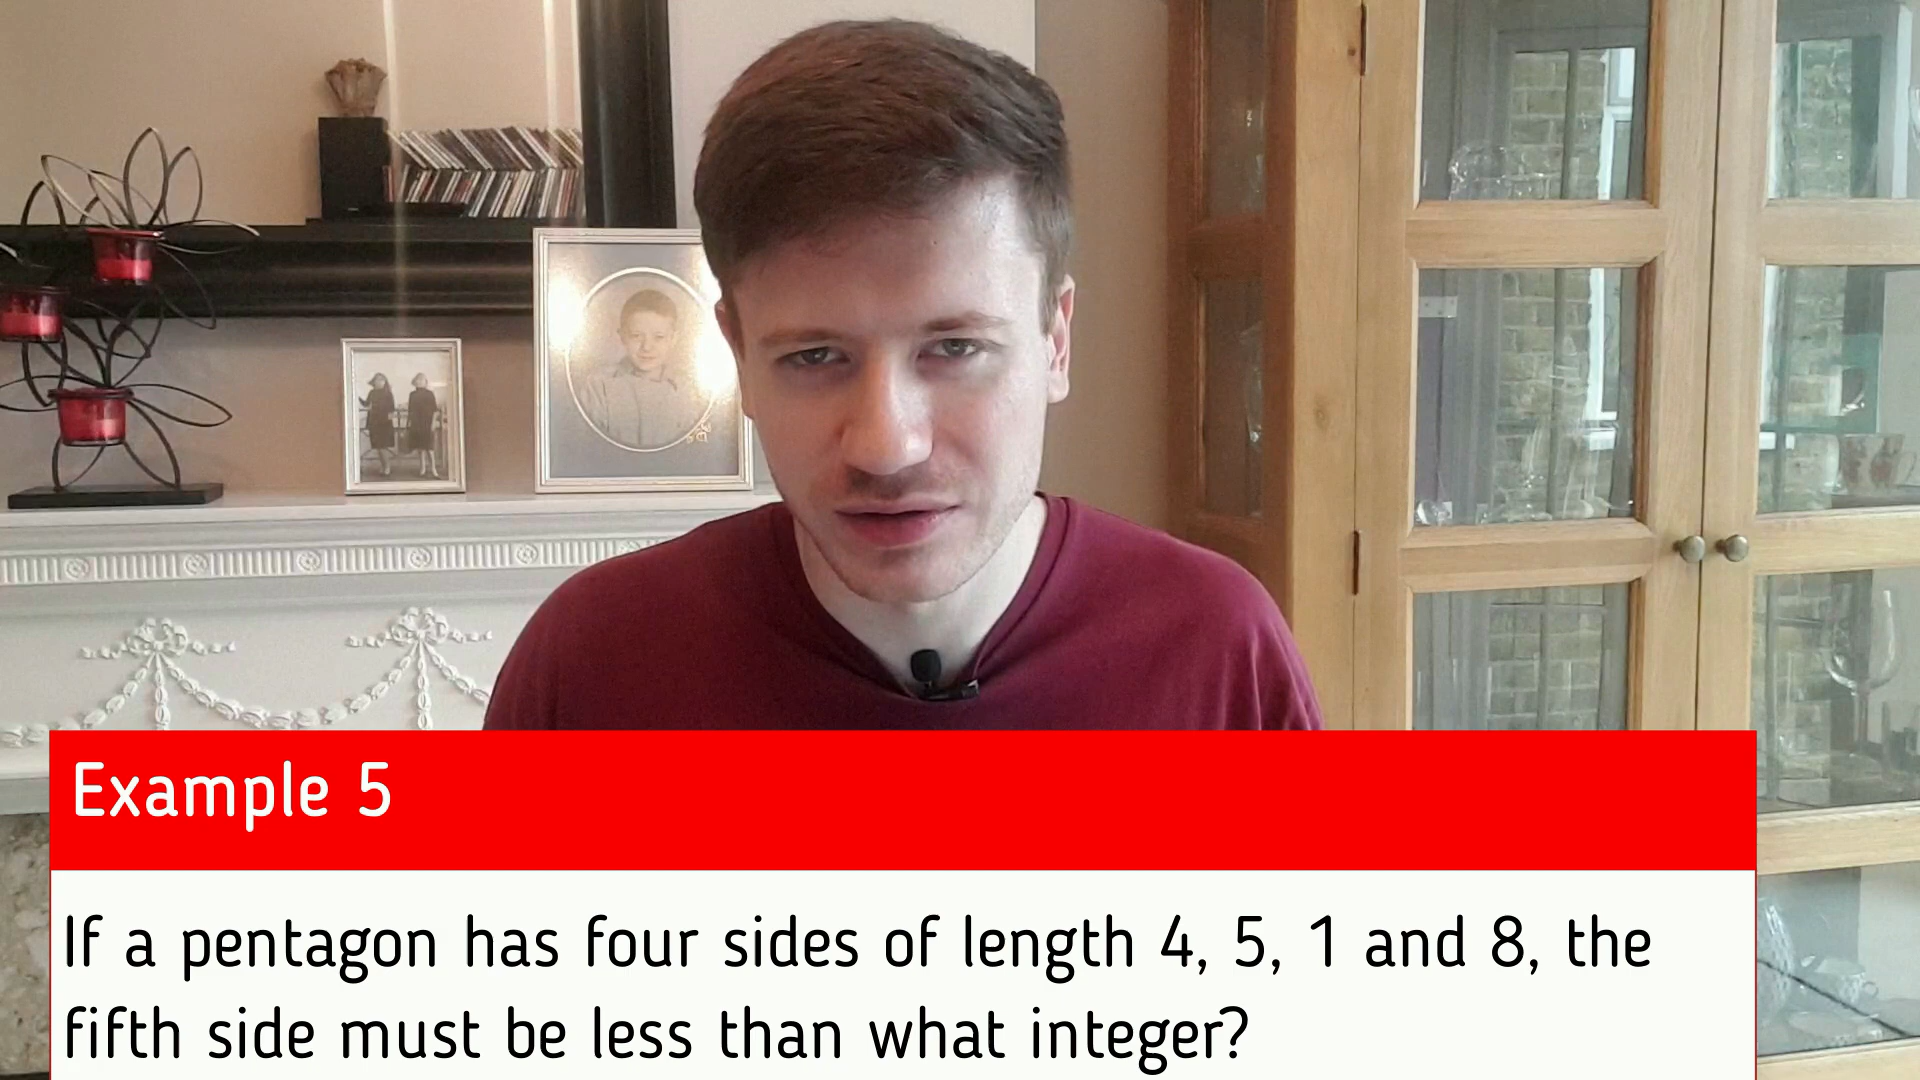 Example 5
If a pentagon has four sides of length 4, 5, 1 and 8, the
fifth side must be less than what integer?